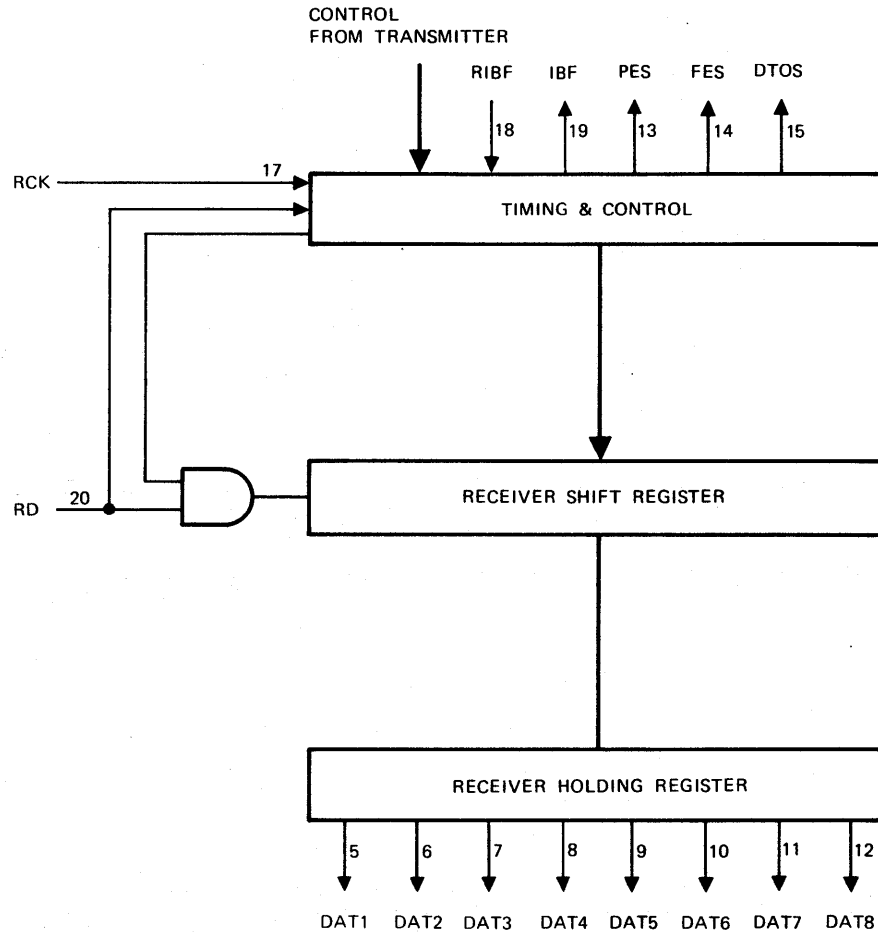 CONTROL
FROM TRANSMITTER
RIBF IBF PES FES DTOS
18 19 13 14 15
RCK 17
TIMING & CONTROL
RD 20
RECEIVER SHIFT REGISTER
RECEIVER HOLDING REGISTER
5 6 7 8 9 10 11 12
DAT1 DAT2 DAT3 DAT4 DAT5 DAT6 DAT7 DAT8